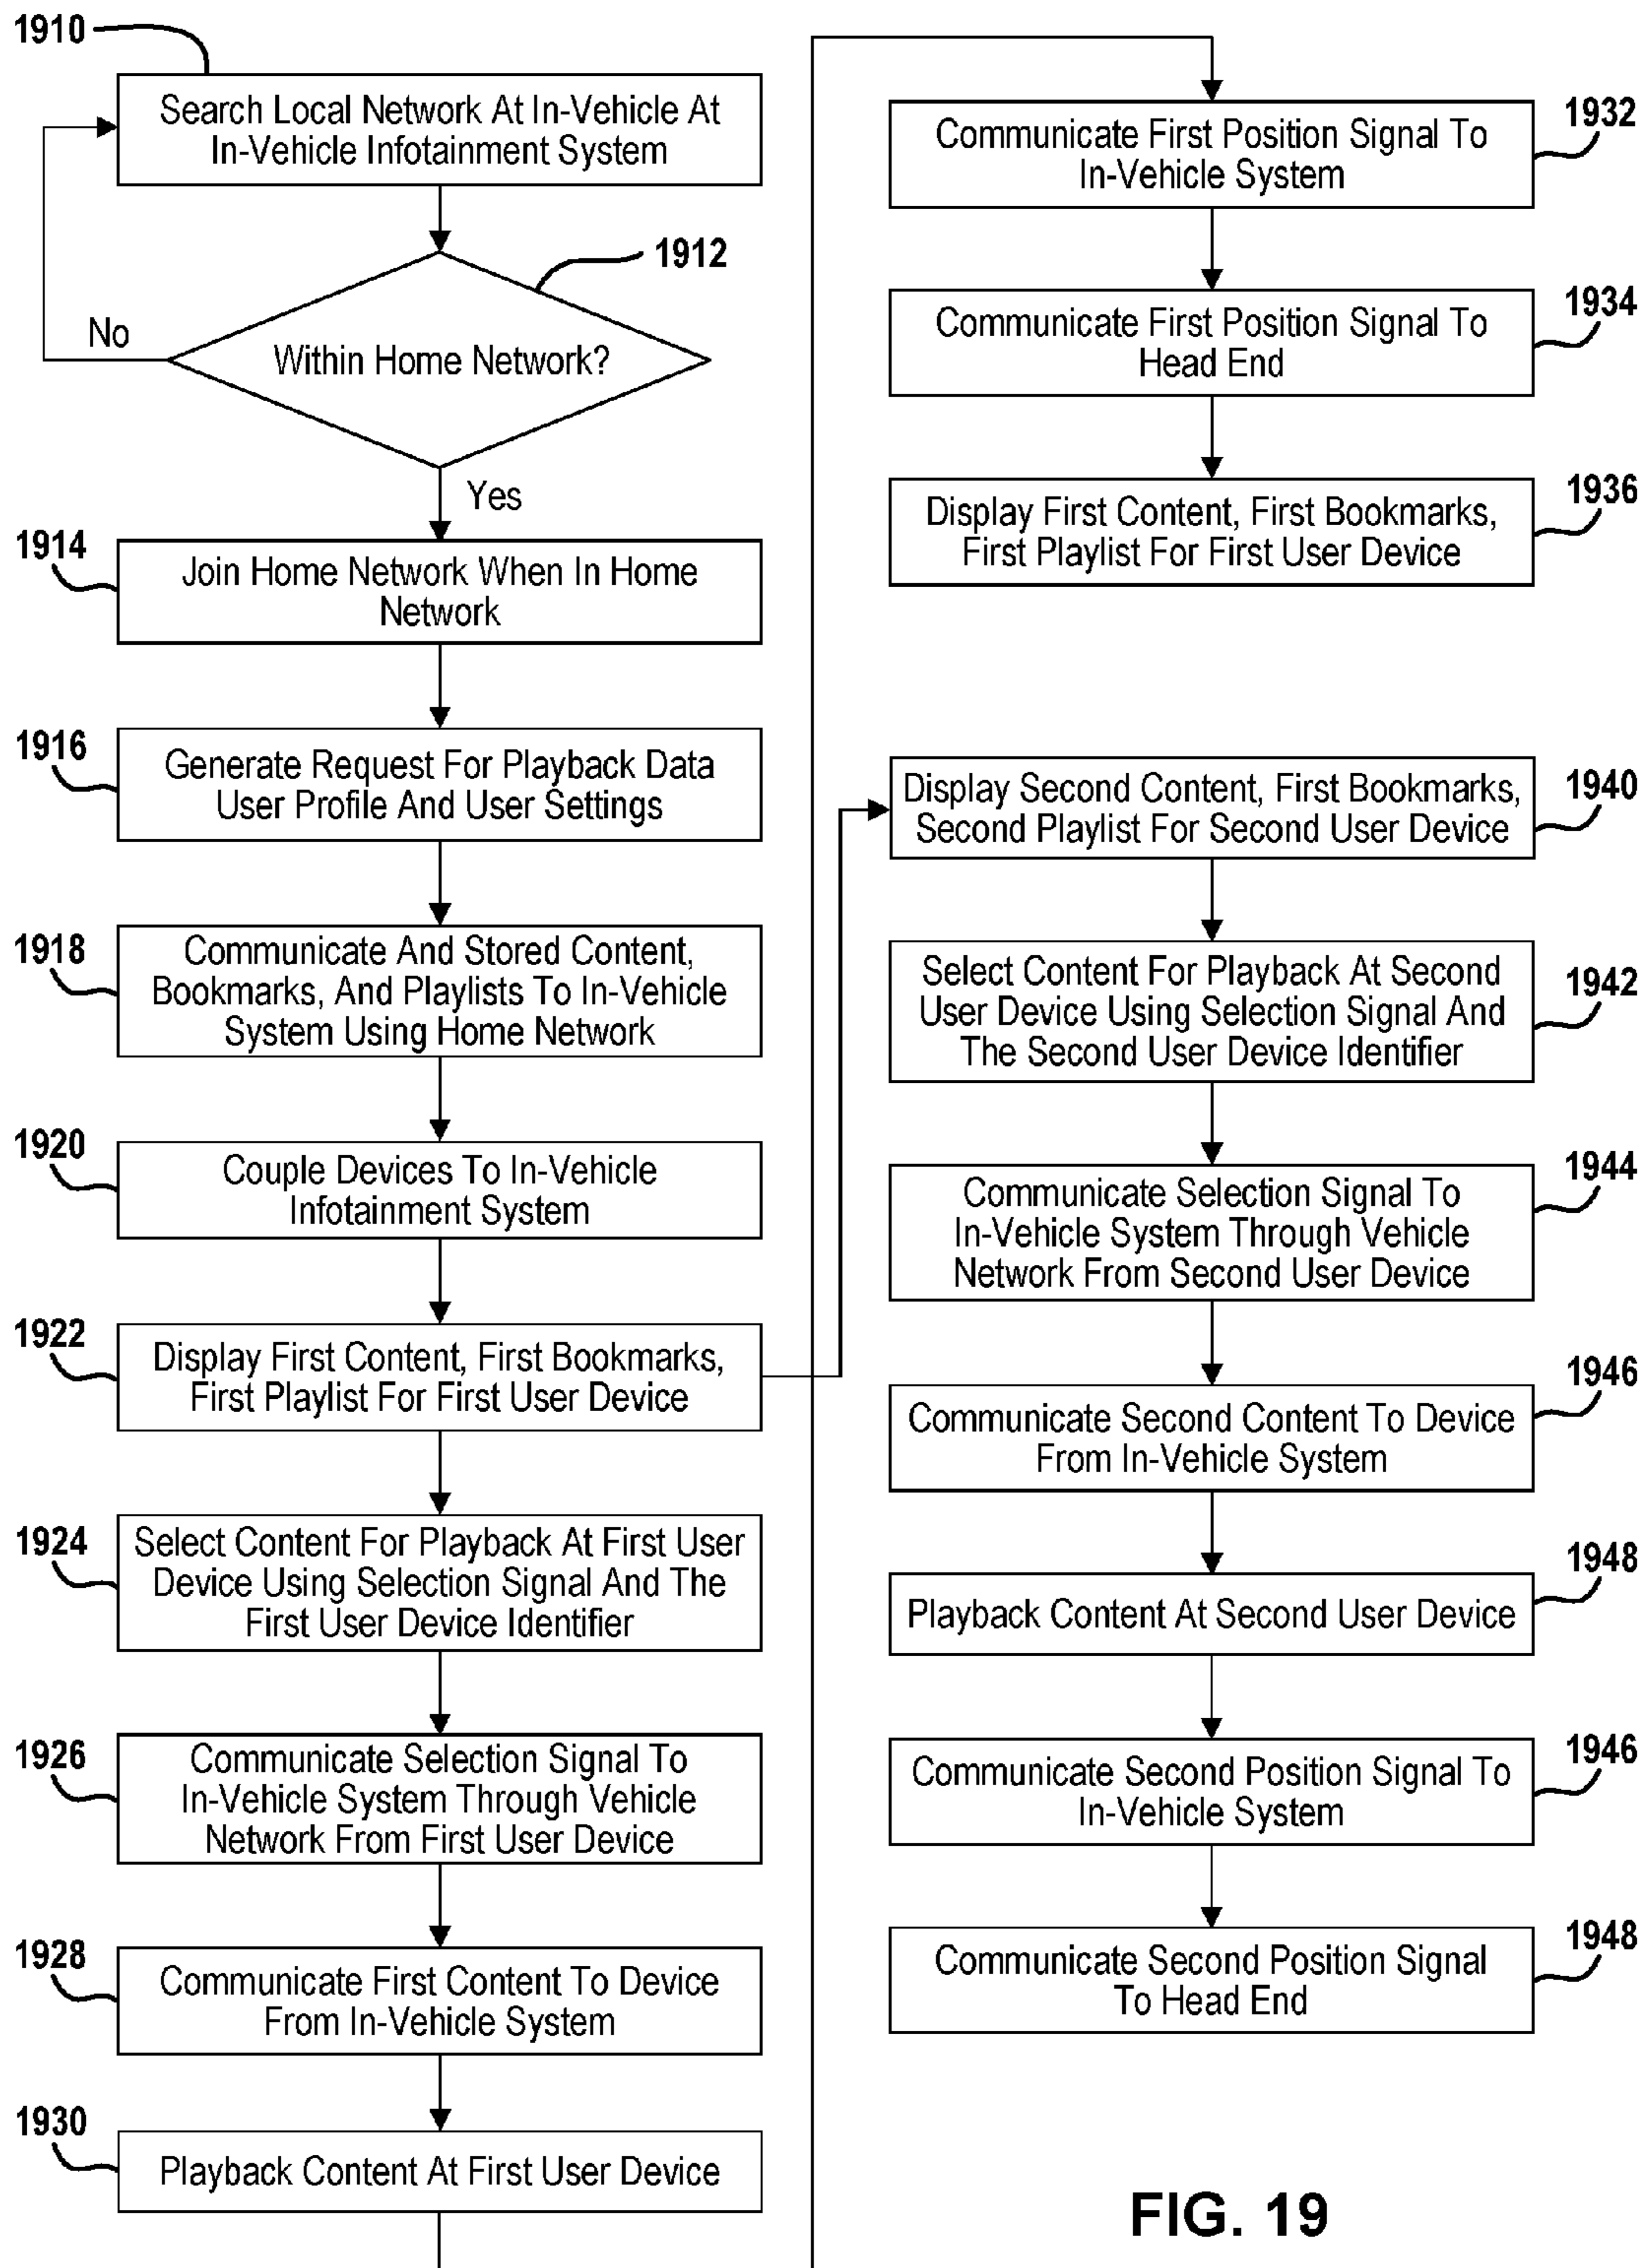 1910
Search Local Network At In-Vehicle At
In-Vehicle Infotainment System
1912
Within Home Network?
No
Yes
1914
Join Home Network When In Home
Network
1916
Generate Request For Playback Data
User Profile And User Settings
1918
Communicate And Stored Content,
Bookmarks, And Playlists To In-Vehicle
System Using Home Network
1920
Couple Devices To In-Vehicle
Infotainment System
1922
Display First Content, First Bookmarks,
First Playlist For First User Device
1924
Select Content For Playback At First User
Device Using Selection Signal And The
First User Device Identifier
1926
Communicate Selection Signal To
In-Vehicle System Through Vehicle
Network From First User Device
1928
Communicate First Content To Device
From In-Vehicle System
1930
Playback Content At First User Device
1932
Communicate First Position Signal To
In-Vehicle System
1934
Communicate First Position Signal To
Head End
1936
Display First Content, First Bookmarks,
First Playlist For First User Device
1940
Display Second Content, First Bookmarks,
Second Playlist For Second User Device
1942
Select Content For Playback At Second
User Device Using Selection Signal And
The Second User Device Identifier
1944
Communicate Selection Signal To
In-Vehicle System Through Vehicle
Network From Second User Device
1946
Communicate Second Content To Device
From In-Vehicle System
1948
Playback Content At Second User Device
1946
Communicate Second Position Signal To
In-Vehicle System
1948
Communicate Second Position Signal
To Head End
FIG. 19